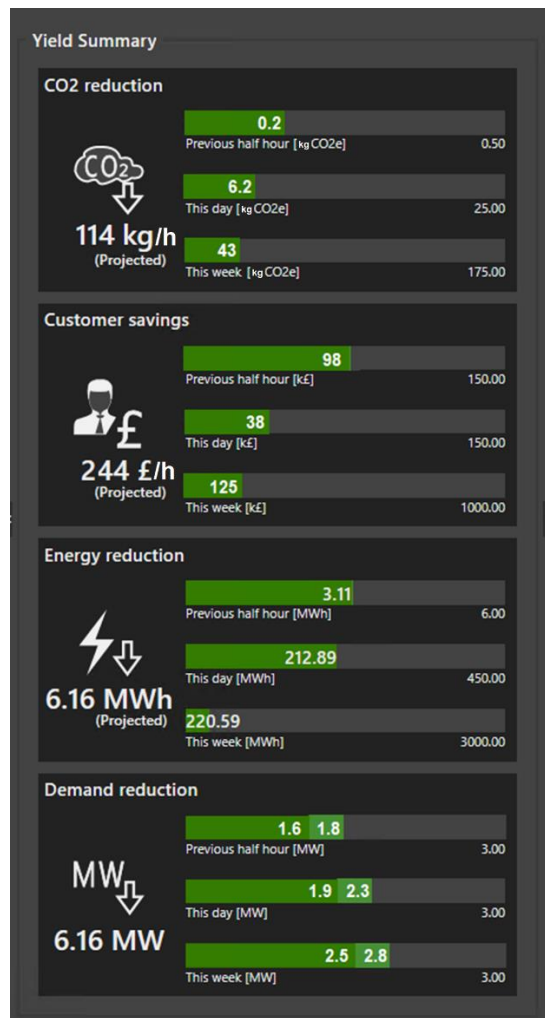 Yield Summary
CO2 reduction
CO2
114 kg/h
(Projected)
0.2
Previous half hour [kgCO2e]
0.50
6.2
This day [kgCO2e]
25.00
43
This week [kgCO2e]
175.00
Customer savings
£
244 £/h
(Projected)
98
Previous half hour [k£]
150.00
38
This day [k£]
150.00
125
This week [k£]
1000.00
Energy reduction
6.16 MWh
(Projected)
3.11
Previous half hour [MWh]
6.00
212.89
This day [MWh]
450.00
220.59
This week [MWh]
3000.00
Demand reduction
MW
6.16 MW
1.6 1.8
Previous half hour [MW]
3.00
1.9 2.3
This day [MW]
3.00
2.5 2.8
This week [MW]
3.00